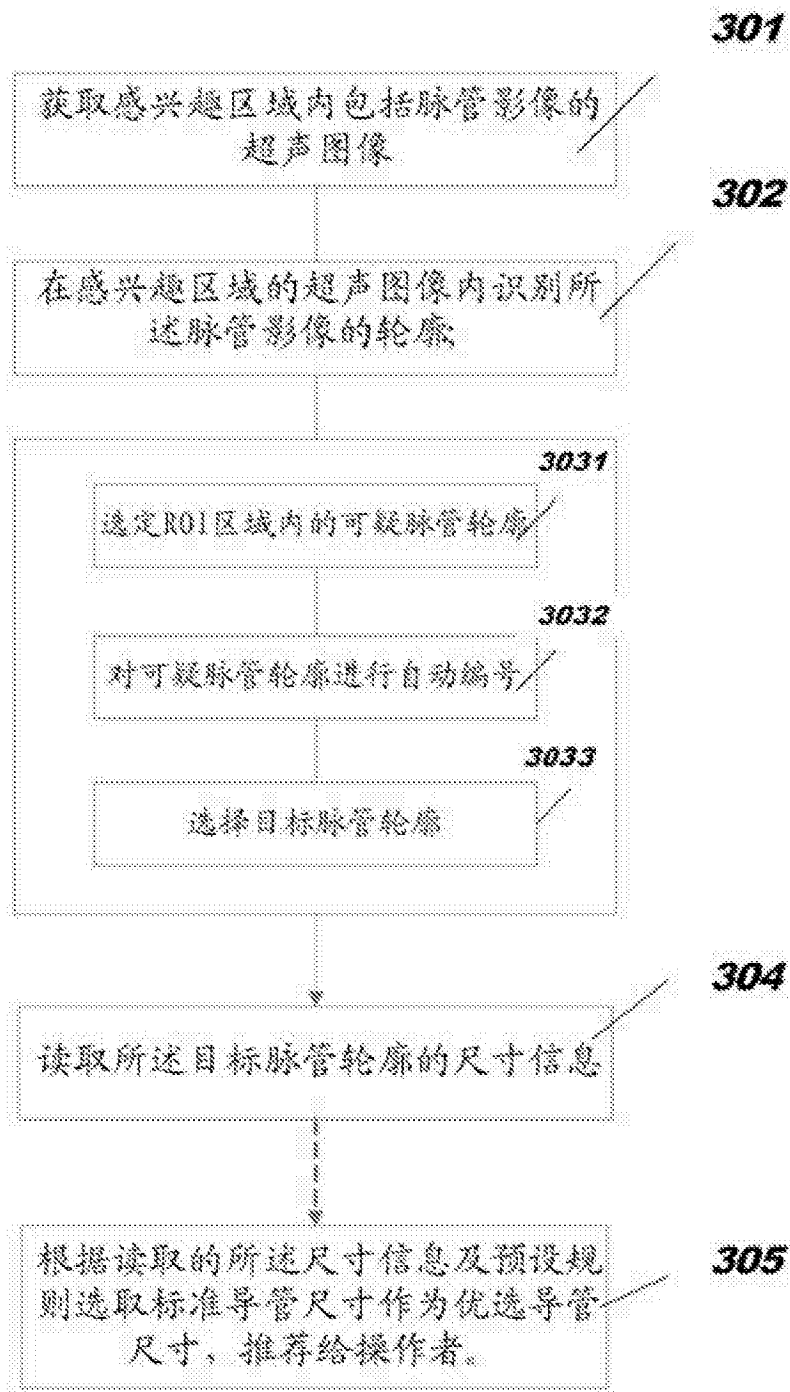 301
获取感兴趣区域内包括脉管影像的
超声图像
302
在感兴趣区域的超声图像内识别所
述脉管影像的轮廓;
3031
选定ROI区域内的可疑脉管轮廓
3032
对可疑脉管轮廓进行自动编号
3033
选择目标脉管轮廓
304
读取所述目标脉管轮廓的尺寸信息
305
根据读取的所述尺寸信息及预设规
则选取标准导管尺寸作为优选导管
尺寸、推荐给操作者。